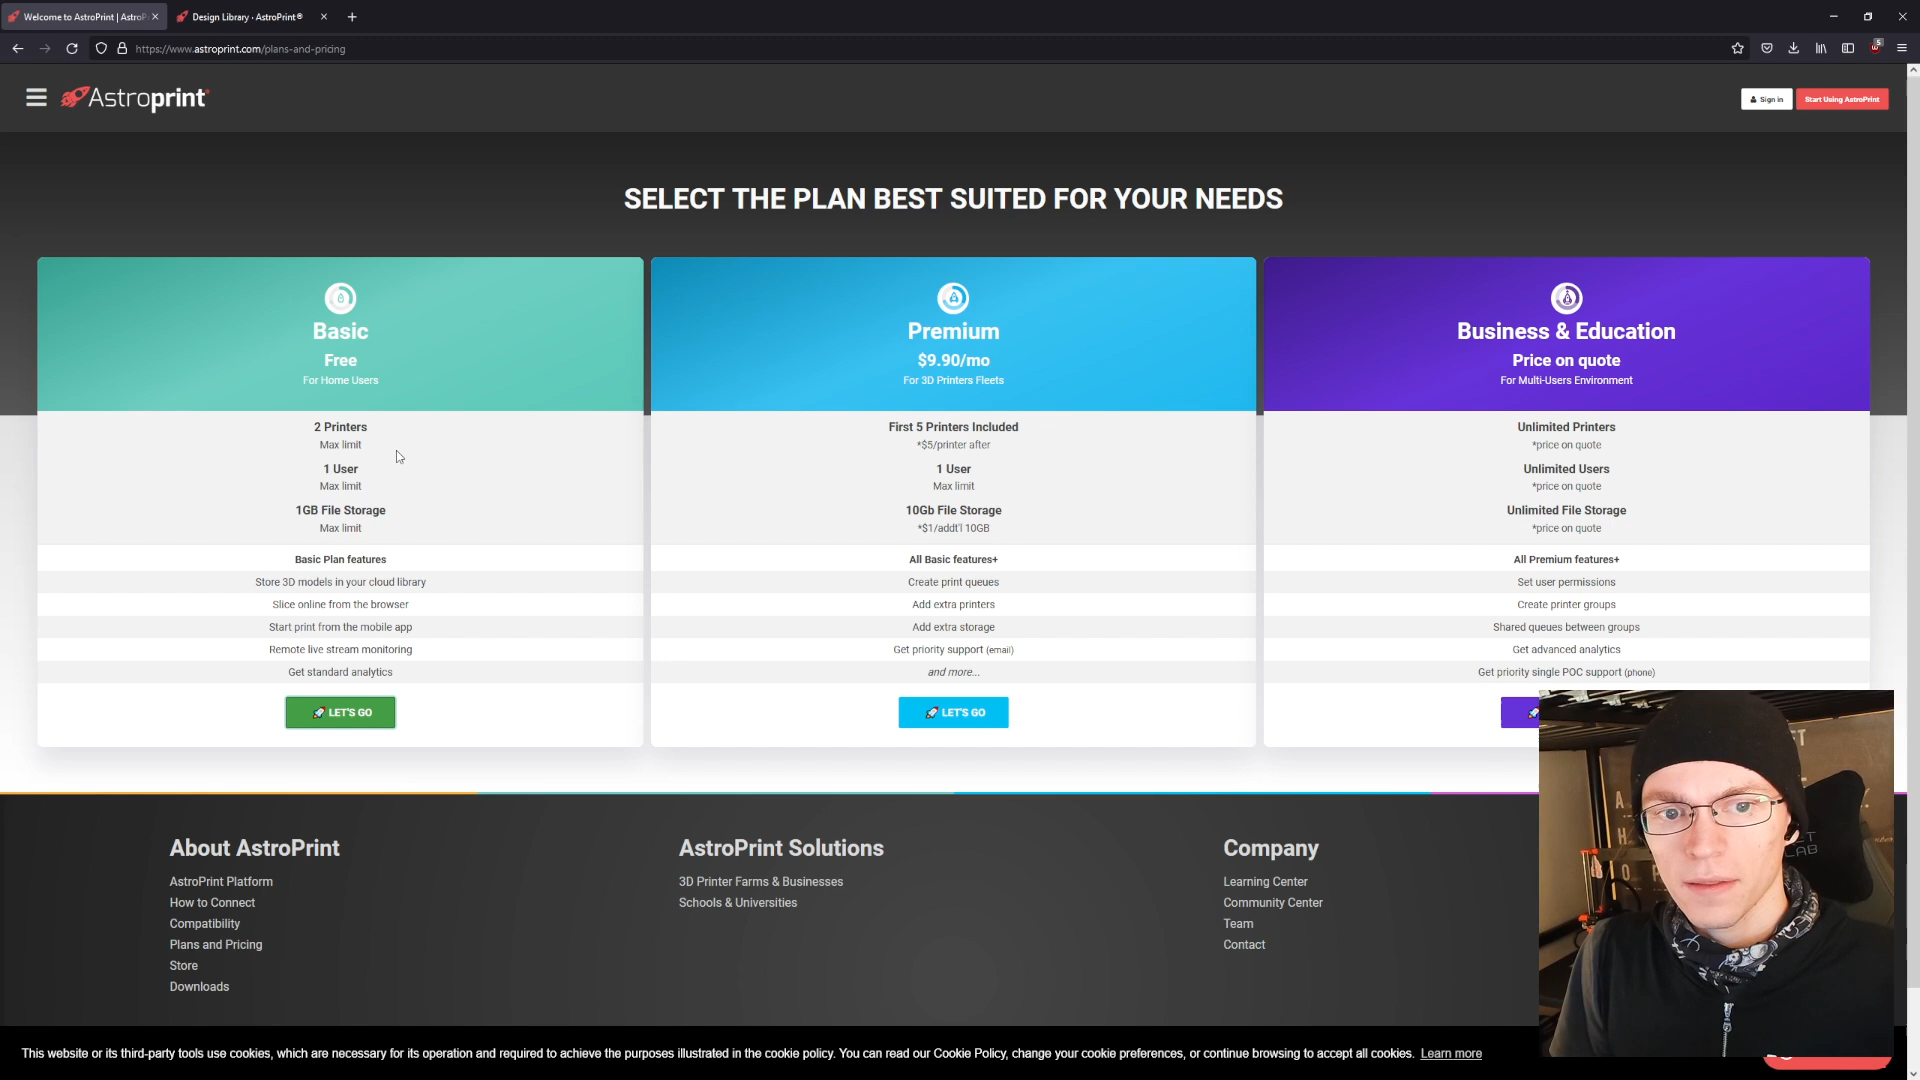 Welcome to AstroPrint | AstroP
Design Library · AstroPrint®
https://www.astroprint.com/plans-and-pricing
5
Astroprint
Sign in
Start Using AstroPrint
SELECT THE PLAN BEST SUITED FOR YOUR NEEDS
Basic
Free
For Home Users
2 Printers
Max limit
1 User
Max limit
1GB File Storage
Max limit
Basic Plan features
Store 3D models in your cloud library
Slice online from the browser
Start print from the mobile app
Remote live stream monitoring
Get standard analytics
LET'S GO
Premium
$9.90/mo
For 3D Printers Fleets
First 5 Printers Included
*$5/printer after
1 User
Max limit
10Gb File Storage
*$1/addt'l 10GB
All Basic features+
Create print queues
Add extra printers
Add extra storage
Get priority support (email)
and more...
LET'S GO
Business & Education
Price on quote
For Multi-Users Environment
Unlimited Printers
*price on quote
Unlimited Users
*price on quote
Unlimited File Storage
*price on quote
All Premium features+
Set user permissions
Create printer groups
Shared queues between groups
Get advanced analytics
Get priority single POC support (phone)
About AstroPrint
AstroPrint Platform
How to Connect
Compatibility
Plans and Pricing
Store
Downloads
AstroPrint Solutions
3D Printer Farms & Businesses
Schools & Universities
Company
Learning Center
Community Center
Team
Contact
This website or its third-party tools use cookies, which are necessary for its operation and required to achieve the purposes illustrated in the cookie policy. You can read our Cookie Policy, change your cookie preferences, or continue browsing to accept all cookies. Learn more